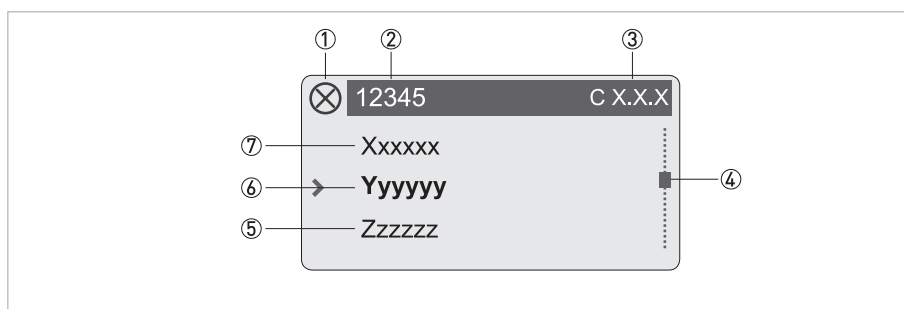 ① ② ③
12345 C X.X.X
⑦ Xxxxxx
⑥ Yyyyyy ④
⑤ Zzzzzz